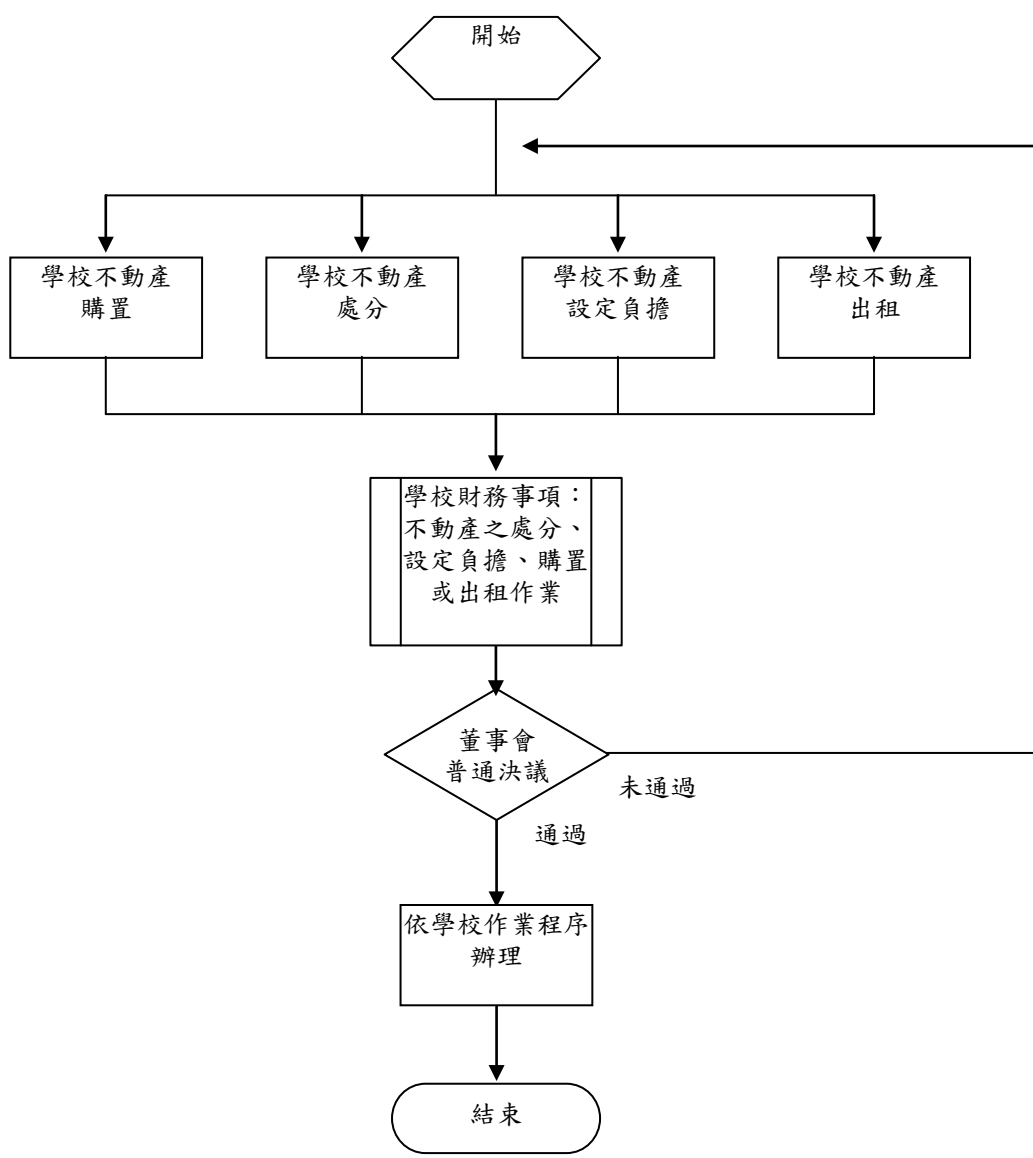 開始
學校不動產
購置
學校不動產
處分
學校不動產
設定負擔
學校不動產
出租
學校財務事項：
不動產之處分、
設定負擔、購置
或出租作業
董事會
普通決議
未通過
通過
依學校作業程序
辦理
結束